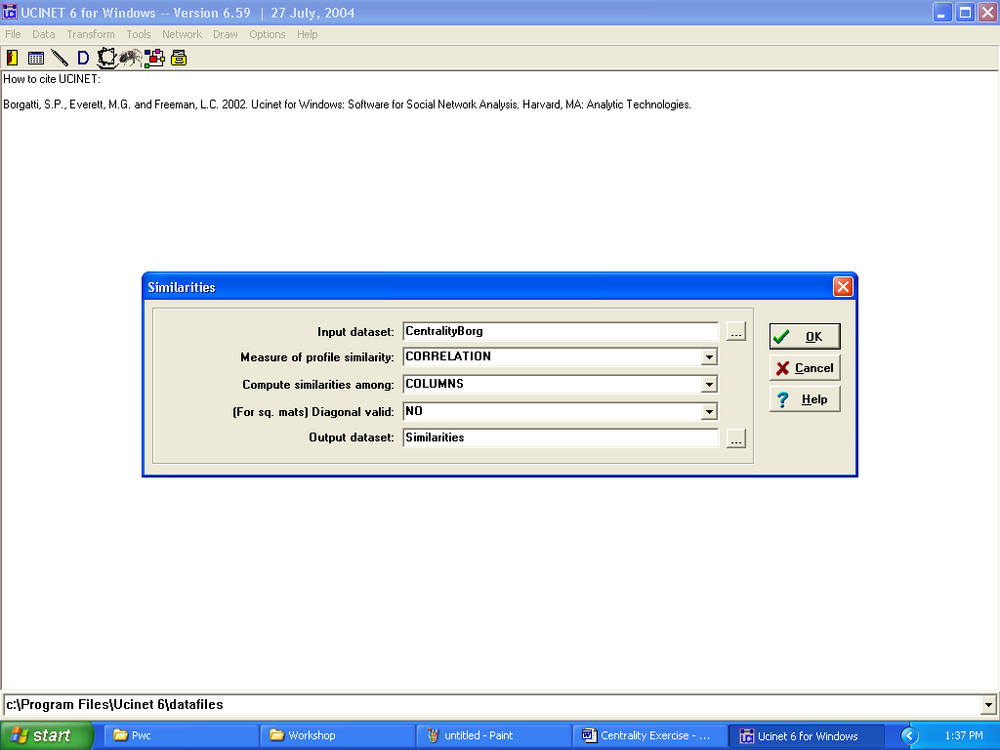 UCINET 6 for Windows -- Version 6.59 | 27 July, 2004
File Data Transform Tools Network Draw Options Help
D
How to cite UCINET:
Borgatti, S.P., Everett, M.G. and Freeman, L.C. 2002. Ucinet for Windows: Software for Social Network Analysis. Harvard, MA: Analytic Technologies.
Similarities
Input dataset: CentralityBorg ...
Measure of profile similarity: CORRELATION
Compute similarities among: COLUMNS
(For sq. mats) Diagonal valid: NO
Output dataset: Similarities ...
OK
Cancel
? Help
c:\Program Files\Ucinet 6\datafiles
start Pwc Workshop untitled - Paint Centrality Exercise - ... Ucinet 6 for Windows 1:37 PM